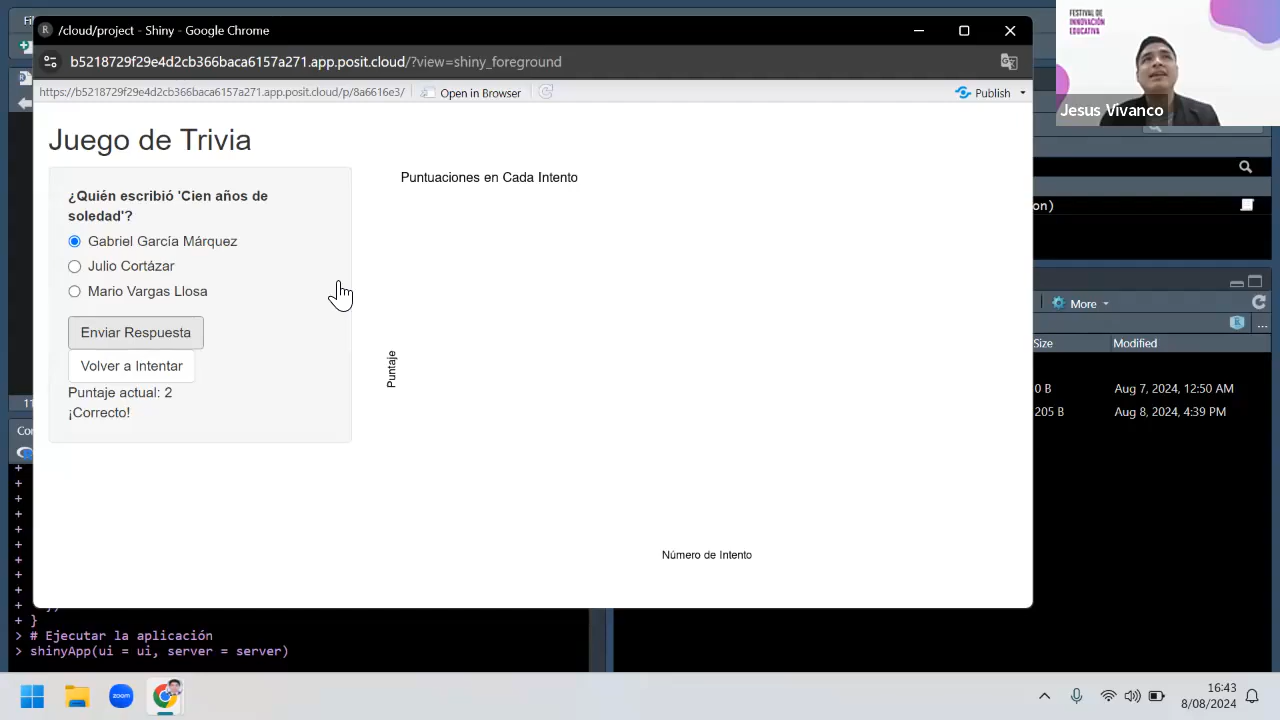 /cloud/project - Shiny - Google Chrome
b5218729f29e4d2cb366baca6157a271.app.posit.cloud/?view=shiny_foreground
https://b5218729f29e4d2cb366baca6157a271.app.posit.cloud/p/8a6616e3/
Open in Browser
Publish
FESTIVAL DE
INNOVACIÓN
EDUCATIVA
Jesus Vivanco
Juego de Trivia
¿Quién escribió 'Cien años de
soledad'?
Gabriel García Márquez
Julio Cortázar
Mario Vargas Llosa
Enviar Respuesta
Volver a Intentar
Puntaje actual: 2
¡Correcto!
Puntuaciones en Cada Intento
Puntaje
Número de Intento
on)
More
Size
Modified
0 B
Aug 7, 2024, 12:50 AM
205 B
Aug 8, 2024, 4:39 PM
11
Con
+
+
+
+
+
+
+
+
+
+
+ }
> # Ejecutar la aplicación
> shinyApp(ui = ui, server = server)
zoom
16:43
8/08/2024